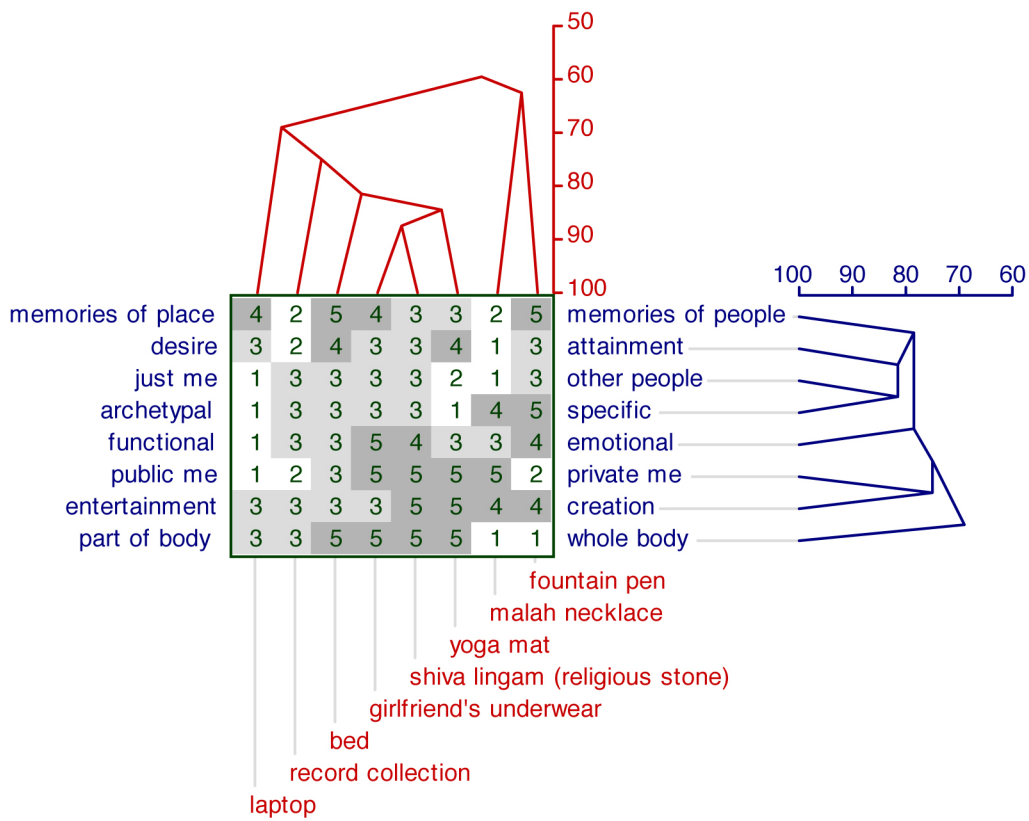 50
60
70
80
90
100
100 90 80 70 60
memories of place 4 2 5 4 3 3 2 5 memories of people
desire 3 2 4 3 3 4 1 3 attainment
just me 1 3 3 3 3 2 1 3 other people
archetypal 1 3 3 3 3 1 4 5 specific
functional 1 3 3 5 4 3 3 4 emotional
public me 1 2 3 5 5 5 5 2 private me
entertainment 3 3 3 3 5 5 4 4 creation
part of body 3 3 5 5 5 5 1 1 whole body
fountain pen
malah necklace
yoga mat
shiva lingam (religious stone)
girlfriend's underwear
bed
record collection
laptop